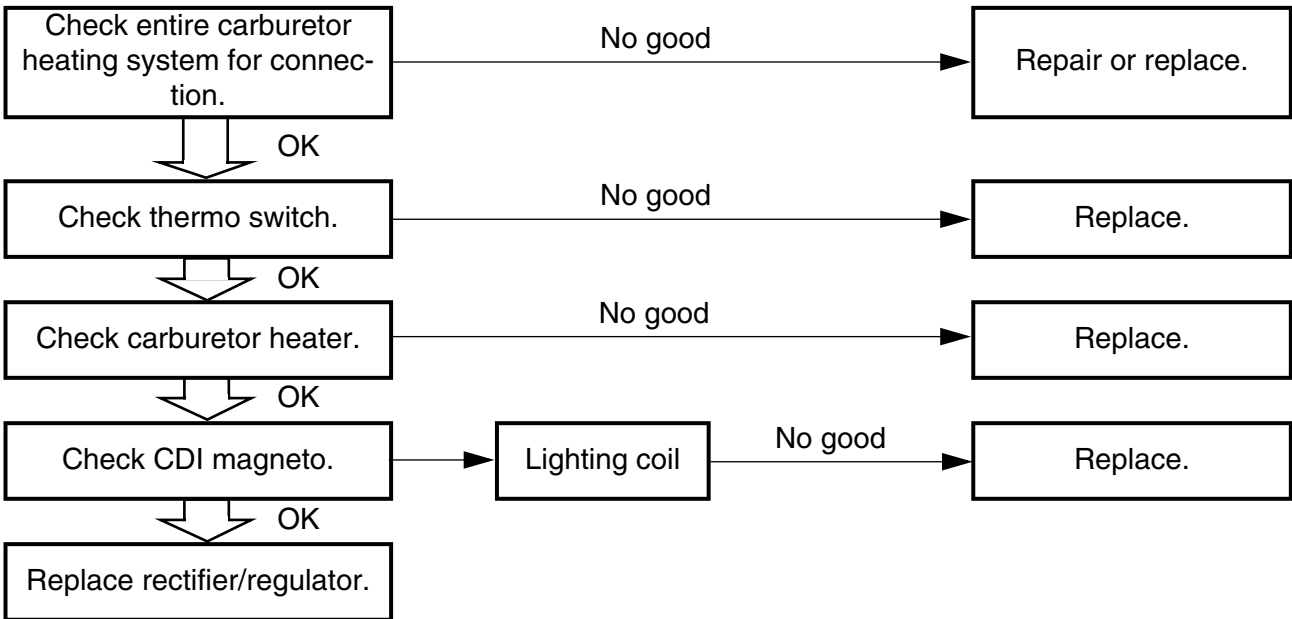 Check entire carburetor
heating system for connec-
tion.
No good
Repair or replace.
OK
Check thermo switch.
No good
Replace.
OK
Check carburetor heater.
No good
Replace.
OK
Check CDI magneto.
Lighting coil
No good
Replace.
OK
Replace rectifier/regulator.